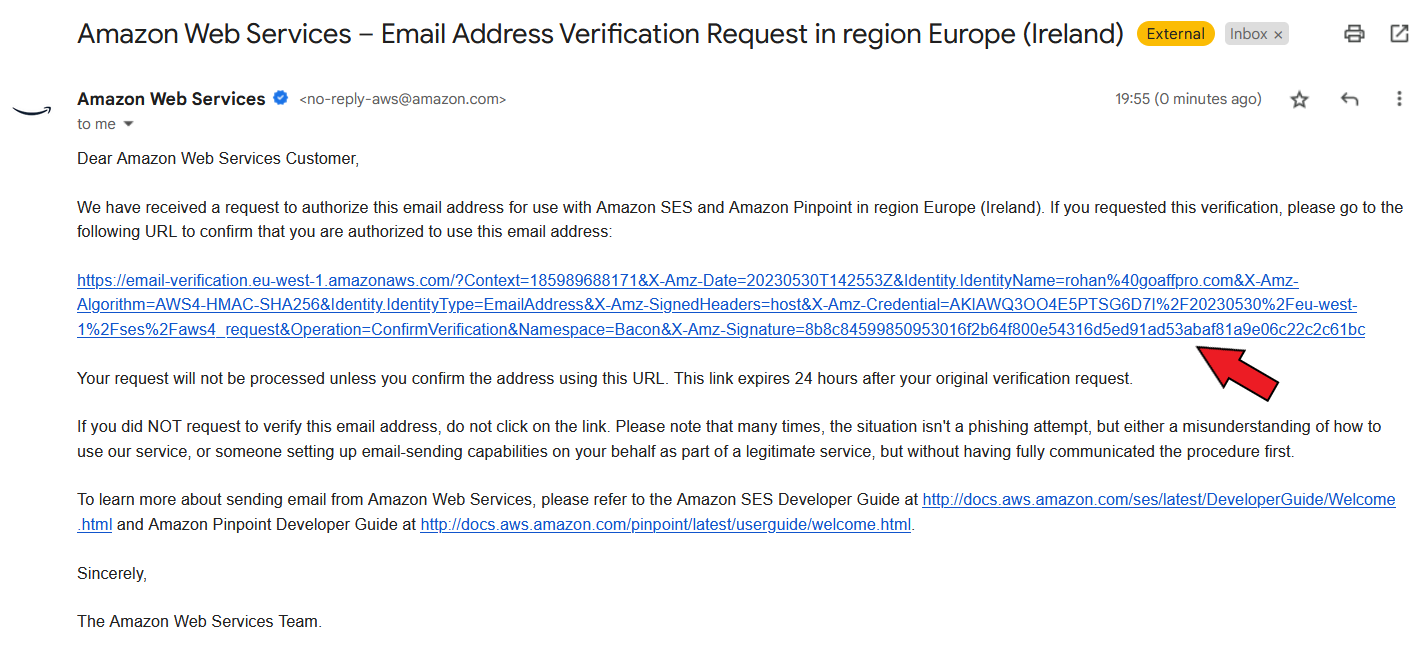 Amazon Web Services – Email Address Verification Request in region Europe (Ireland) External Inbox ×
Amazon Web Services <no-reply-aws@amazon.com> 19:55 (0 minutes ago)
to me
Dear Amazon Web Services Customer,
We have received a request to authorize this email address for use with Amazon SES and Amazon Pinpoint in region Europe (Ireland). If you requested this verification, please go to the
following URL to confirm that you are authorized to use this email address:
https://email-verification.eu-west-1.amazonaws.com/?Context=185989688171&X-Amz-Date=20230530T142553Z&Identity.IdentityName=rohan%40goaffpro.com&X-Amz-
Algorithm=AWS4-HMAC-SHA256&Identity.IdentityType=EmailAddress&X-Amz-SignedHeaders=host&X-Amz-Credential=AKIAWQ3OO4E5PTSG6D7I%2F20230530%2Feu-west-
1%2Fses%2Faws4_request&Operation=ConfirmVerification&Namespace=Bacon&X-Amz-Signature=8b8c84599850953016f2b64f800e54316d5ed91ad53abaf81a9e06c22c2c61bc
Your request will not be processed unless you confirm the address using this URL. This link expires 24 hours after your original verification request.
If you did NOT request to verify this email address, do not click on the link. Please note that many times, the situation isn't a phishing attempt, but either a misunderstanding of how to
use our service, or someone setting up email-sending capabilities on your behalf as part of a legitimate service, but without having fully communicated the procedure first.
To learn more about sending email from Amazon Web Services, please refer to the Amazon SES Developer Guide at http://docs.aws.amazon.com/ses/latest/DeveloperGuide/Welcome
.html and Amazon Pinpoint Developer Guide at http://docs.aws.amazon.com/pinpoint/latest/userguide/welcome.html.
Sincerely,
The Amazon Web Services Team.